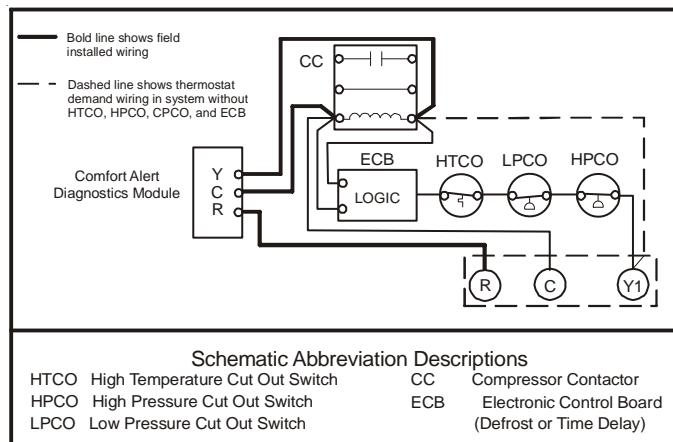 Bold line shows field
installed wiring
Dashed line shows thermostat
demand wiring in system without
HTCO, HPCO, CPCO, and ECB
CC
Comfort Alert
Diagnostics Module
Y
C
R
ECB
LOGIC
HTCO
LPCO
HPCO
R
C
Y1
Schematic Abbreviation Descriptions
HTCO High Temperature Cut Out Switch
HPCO High Pressure Cut Out Switch
LPCO Low Pressure Cut Out Switch
CC Compressor Contactor
ECB Electronic Control Board
(Defrost or Time Delay)